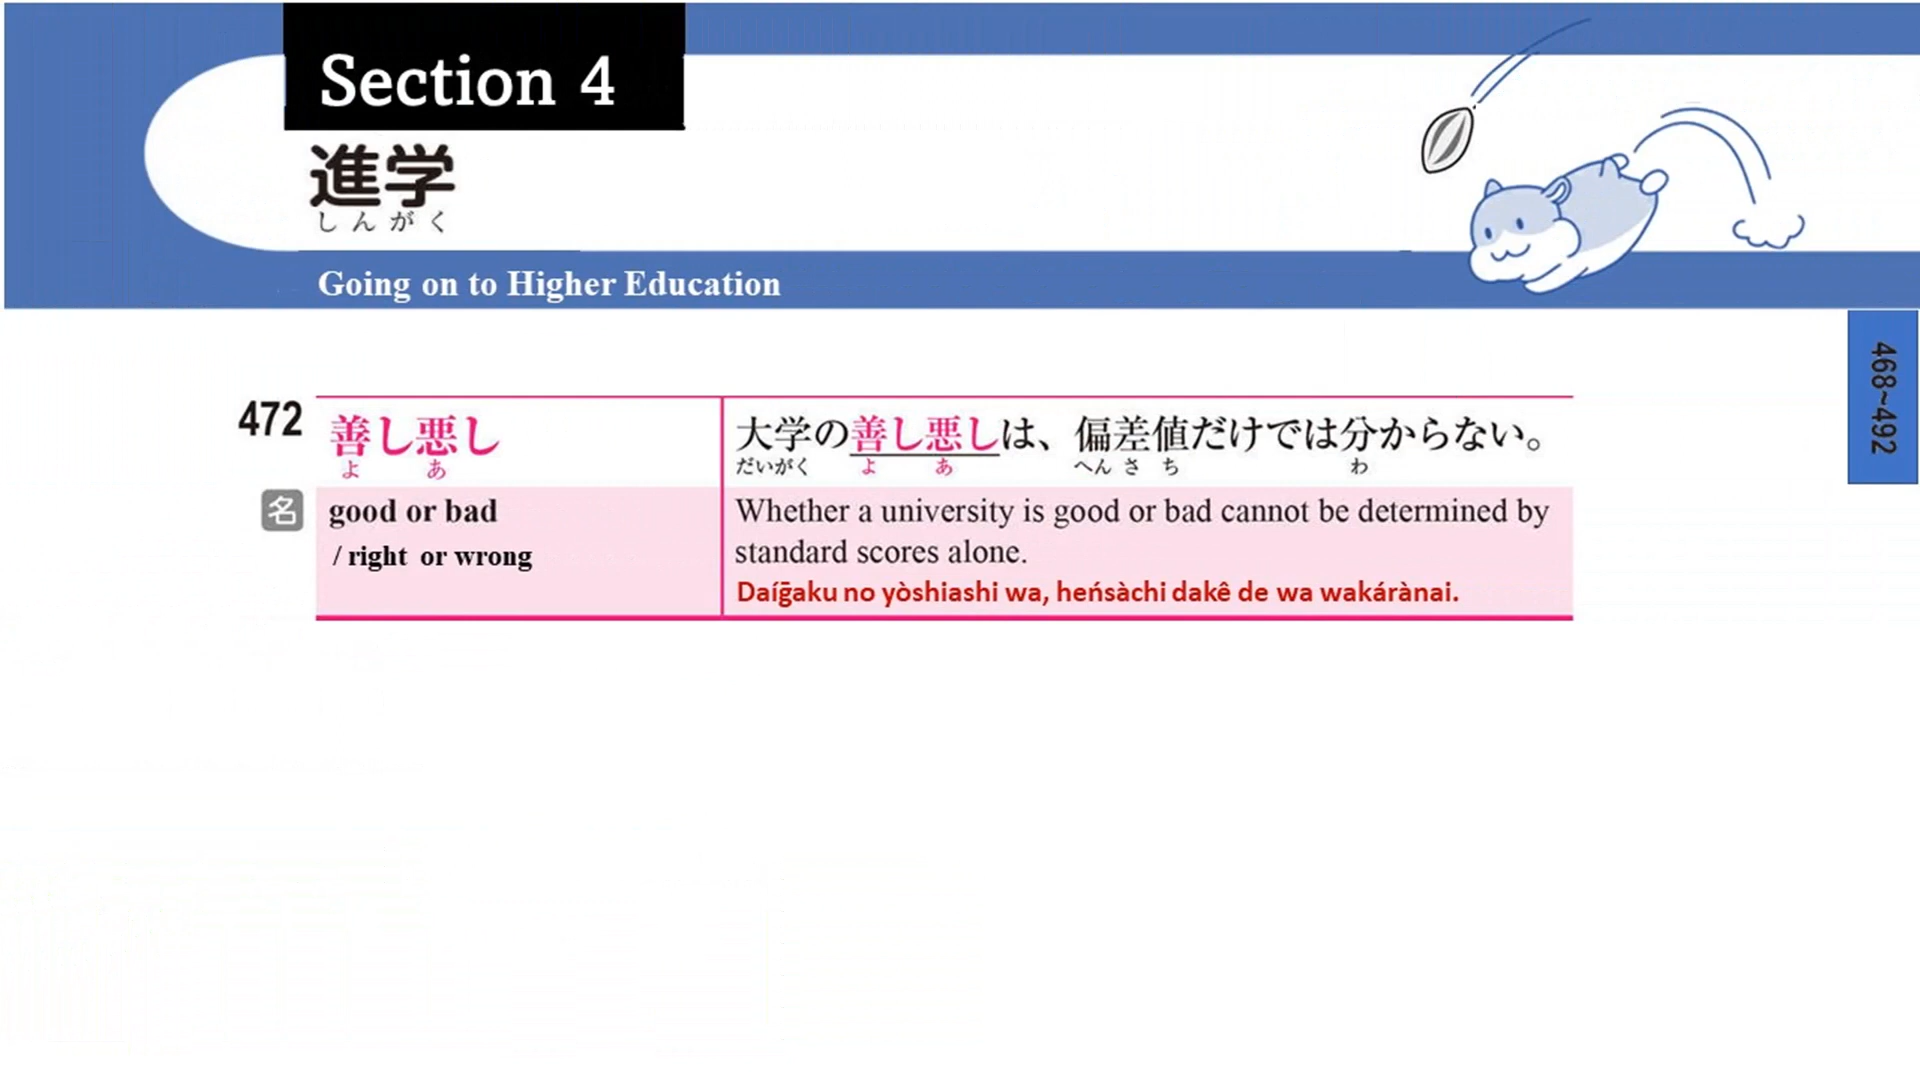 Section 4
進学
しんがく
Going on to Higher Education
468~492
472
善し悪し
よ あ
大学の善し悪しは、偏差値だけでは分からない。
だいがく よ あ へん さ ち わ
名
good or bad
/ right or wrong
Whether a university is good or bad cannot be determined by
standard scores alone.
Daíḡaku no yòshiashi wa, heńsàchi dakê de wa wakárànai.